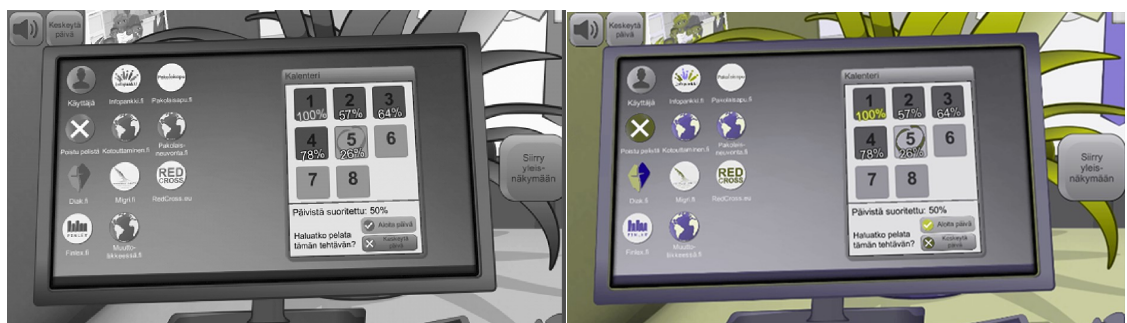 Keskeytä
päivä
Käyttäjä
Infopankki.fi
Pakolaisapu.fi
Poistu pelistä
Kotouttaminen.fi
Pakolais-
neuvonta.fi
Diak.fi
Migri.fi
RED
CROSS
RedCross.eu
Finlex.fi
Muutto-
liikkeessä.fi
Kalenteri
1 2 3
100% 57% 64%
4 5 6
78% 26%
7 8
Päivistä suoritettu: 50%
Haluatko pelata
tämän tehtävän?
Aloita päivä
Keskeytä
päivä
Siirry
yleis-
näkymään
Keskeytä
päivä
Käyttäjä
Infopankki.fi
Pakolaisapu.fi
Poistu pelistä
Kotouttaminen.fi
Pakolais-
neuvonta.fi
Diak.fi
Migri.fi
RED
CROSS
RedCross.eu
Finlex.fi
Muutto-
liikkeessä.fi
Kalenteri
1 2 3
100% 57% 64%
4 5 6
78% 26%
7 8
Päivistä suoritettu: 50%
Haluatko pelata
tämän tehtävän?
Aloita päivä
Keskeytä
päivä
Siirry
yleis-
näkymään